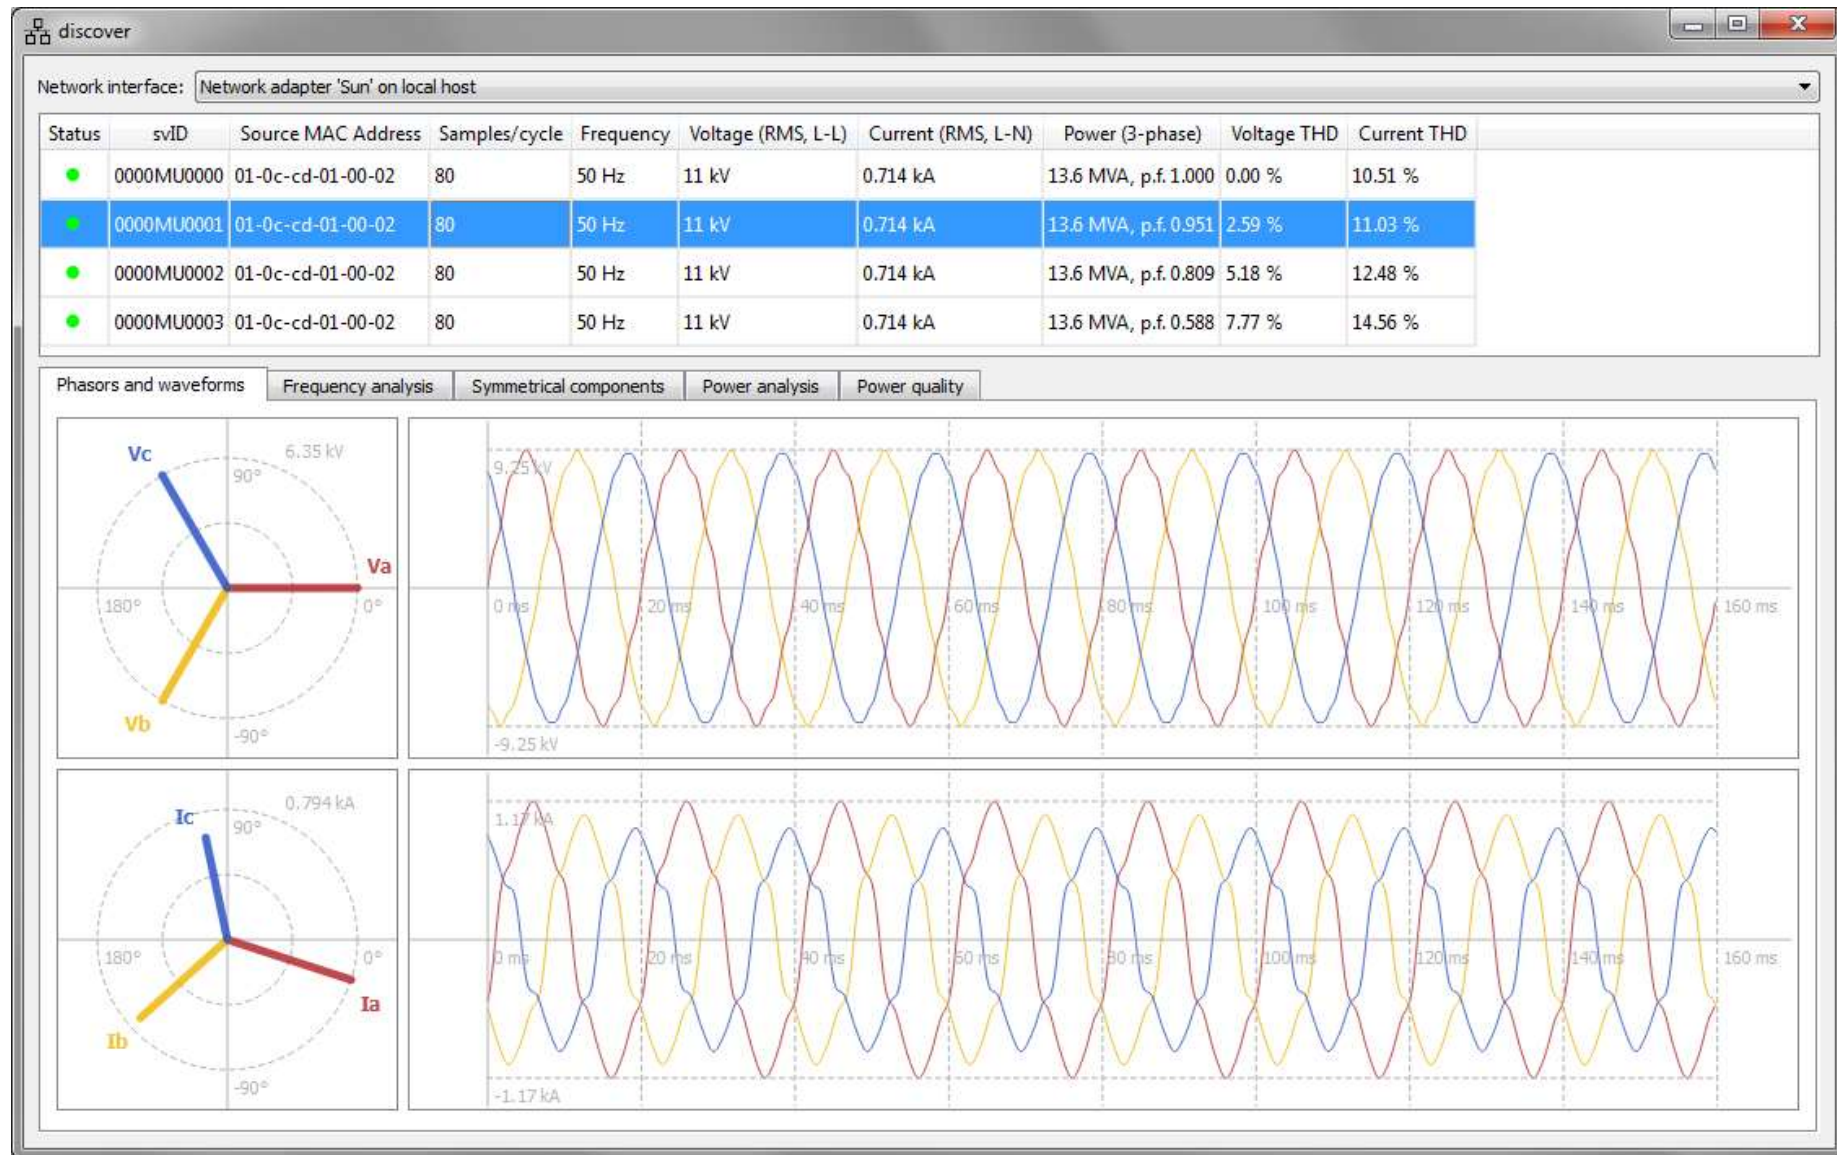 discover
Network interface: Network adapter 'Sun' on local host
Status svID Source MAC Address Samples/cycle Frequency Voltage (RMS, L-L) Current (RMS, L-N) Power (3-phase) Voltage THD Current THD
0000MU0000 01-0c-cd-01-00-02 80 50 Hz 11 kV 0.714 kA 13.6 MVA, p.f. 1.000 0.00 % 10.51 %
0000MU0001 01-0c-cd-01-00-02 80 50 Hz 11 kV 0.714 kA 13.6 MVA, p.f. 0.951 2.59 % 11.03 %
0000MU0002 01-0c-cd-01-00-02 80 50 Hz 11 kV 0.714 kA 13.6 MVA, p.f. 0.809 5.18 % 12.48 %
0000MU0003 01-0c-cd-01-00-02 80 50 Hz 11 kV 0.714 kA 13.6 MVA, p.f. 0.588 7.77 % 14.56 %
Phasors and waveforms Frequency analysis Symmetrical components Power analysis Power quality
Vc 6.35 kV
90°
Va
180° 0°
Vb
-90°
9.25 kV
0 ms 20 ms 40 ms 60 ms 80 ms 100 ms 120 ms 140 ms 160 ms
-9.25 kV
Ic 0.794 kA
90°
180° 0°
Ia
Ib
-90°
1.17 kA
0 ms 20 ms 40 ms 60 ms 80 ms 100 ms 120 ms 140 ms 160 ms
-1.17 kA